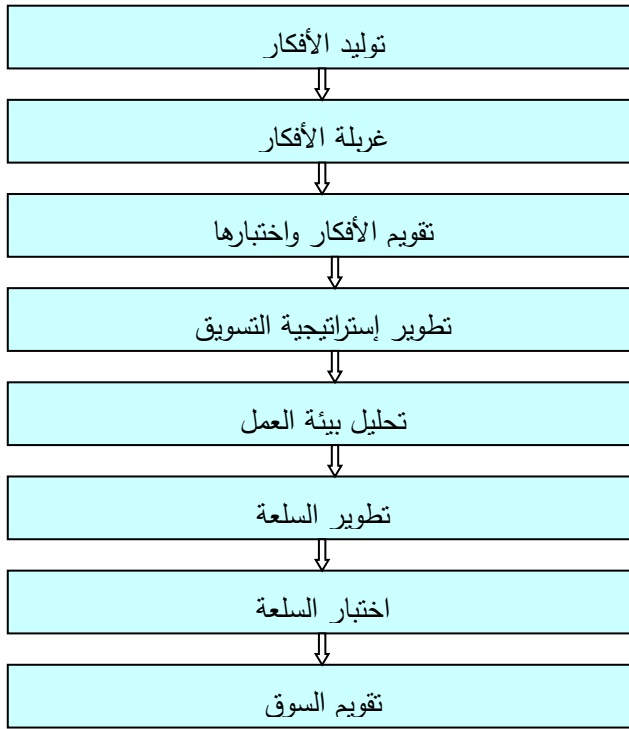 توليد الأفكار
غربلة الأفكار
تقويم الأفكار واختبارها
تطوير إستراتيجية التسويق
تحليل بيئة العمل
تطوير السلعة
اختبار السلعة
تقويم السوق